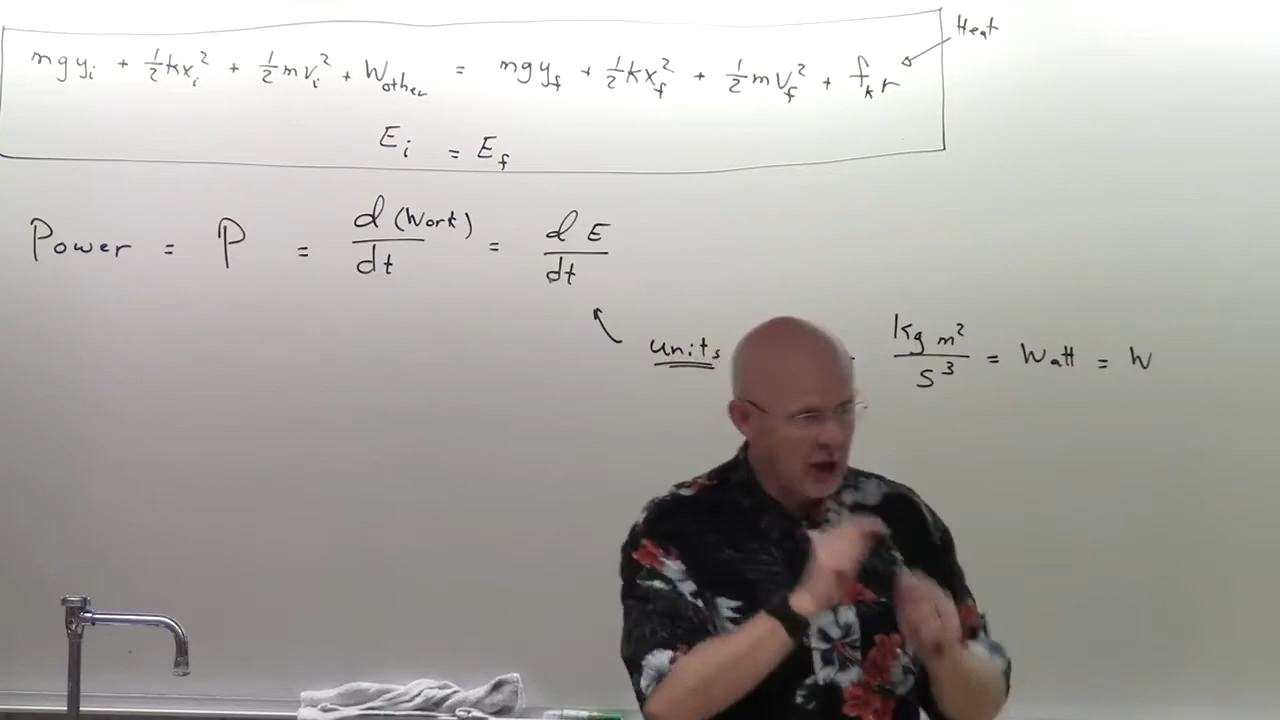 Heat
mgy_i + ½kx_i² + ½mv_i² + W_other = mgy_f + ½kx_f² + ½mv_f² + f_k r
E_i = E_f
Power = P = d(Work)/dt = dE/dt
units kg m²/s³ = Watt = W